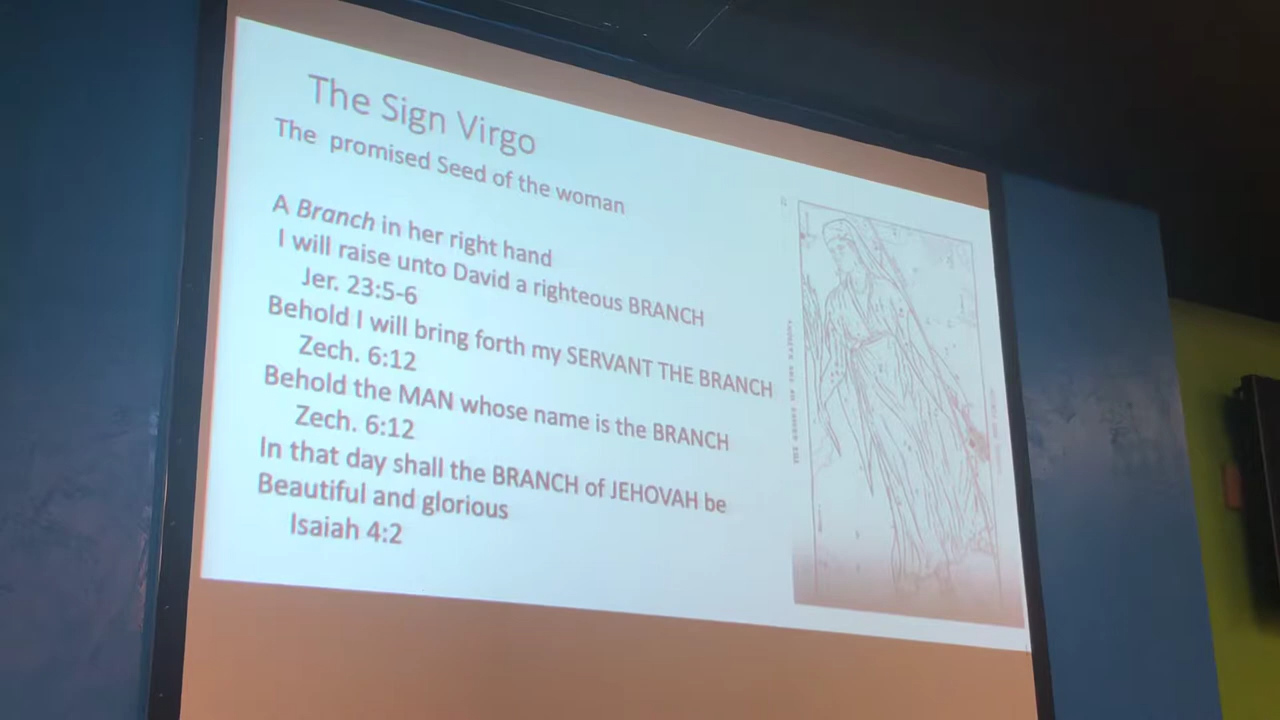 The Sign Virgo
The promised Seed of the woman
A Branch in her right hand
I will raise unto David a righteous BRANCH
Jer. 23:5-6
Behold I will bring forth my SERVANT THE BRANCH
Zech. 6:12
Behold the MAN whose name is the BRANCH
Zech. 6:12
In that day shall the BRANCH of JEHOVAH be
Beautiful and glorious
Isaiah 4:2